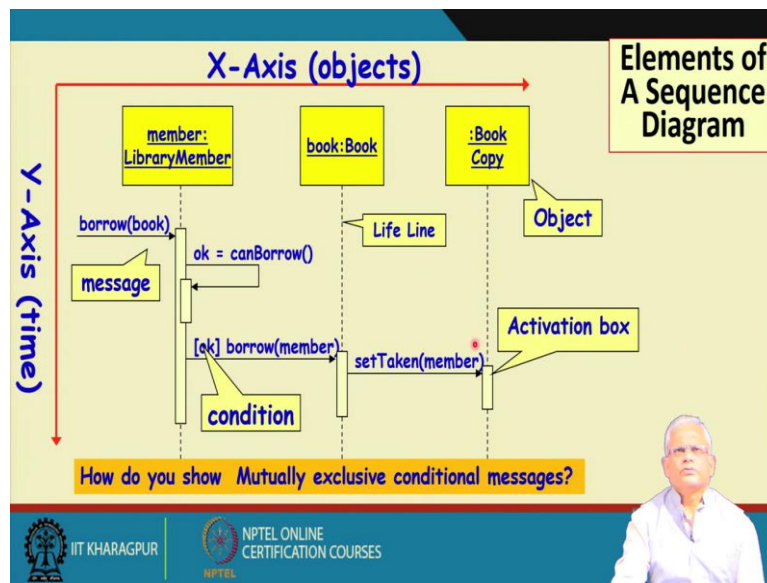 X-Axis (objects)
Elements of
A Sequence
Diagram
member:
LibraryMember
book:Book
:Book
Copy
Y-Axis (time)
Object
borrow(book)
Life Line
ok = canBorrow()
message
Activation box
[ok] borrow(member)
setTaken(member)
condition
How do you show Mutually exclusive conditional messages?
IIT KHARAGPUR
NPTEL
NPTEL ONLINE
CERTIFICATION COURSES